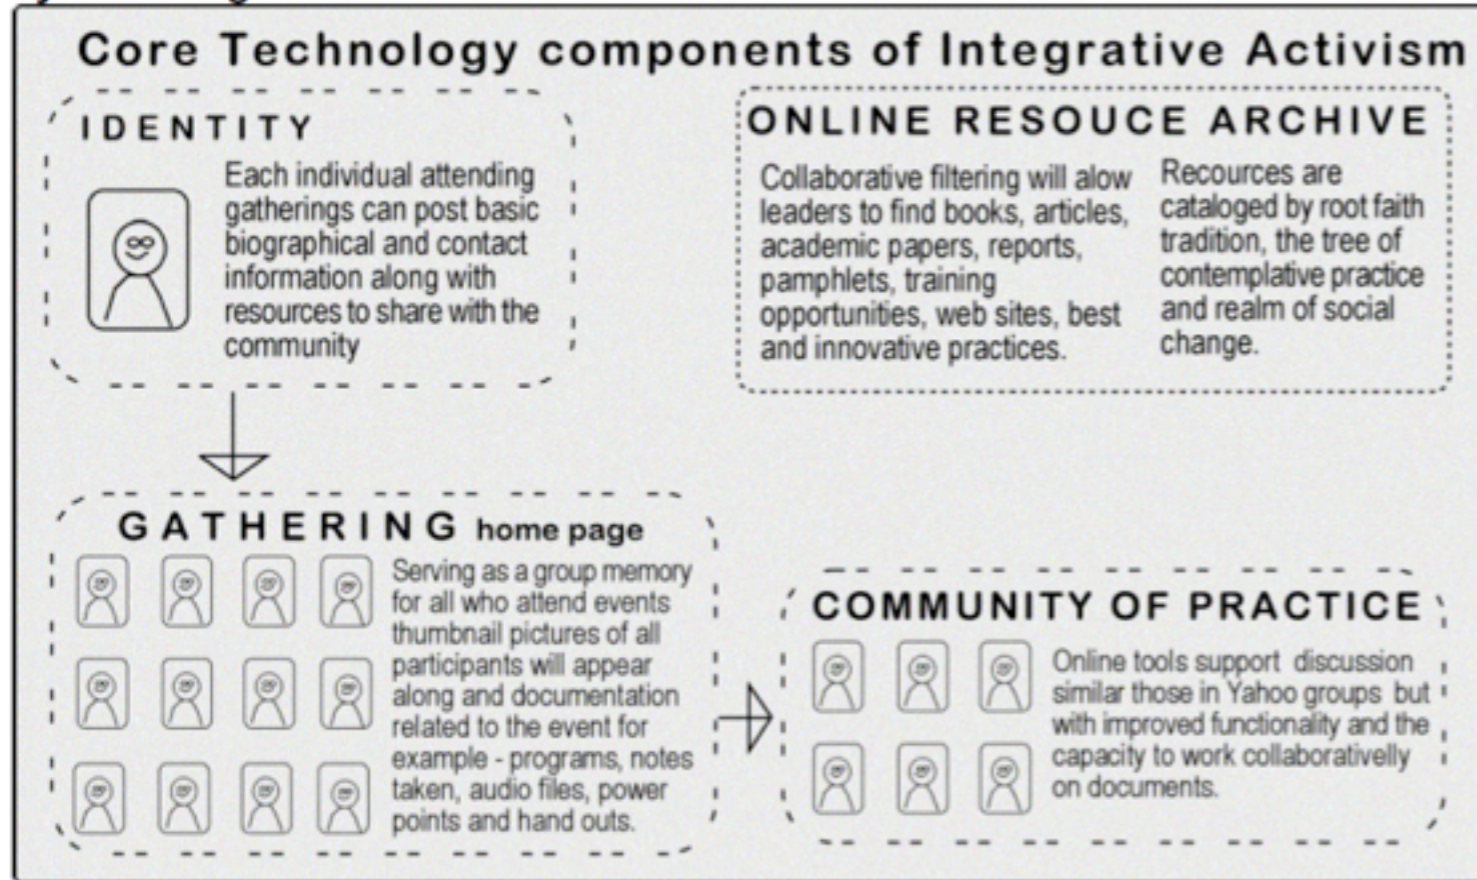 Core Technology components of Integrative Activism
IDENTITY
Each individual attending
gatherings can post basic
biographical and contact
information along with
resources to share with the
community
ONLINE RESOUCE ARCHIVE
Collaborative filtering will alow
leaders to find books, articles,
academic papers, reports,
pamphlets, training
opportunities, web sites, best
and innovative practices.
Recources are
cataloged by root faith
tradition, the tree of
contemplative practice
and realm of social
change.
GATHERING home page
Serving as a group memory
for all who attend events
thumbnail pictures of all
participants will appear
along and documentation
related to the event for
example - programs, notes
taken, audio files, power
points and hand outs.
COMMUNITY OF PRACTICE
Online tools support discussion
similar those in Yahoo groups but
with improved functionality and the
capacity to work collaborativelly
on documents.